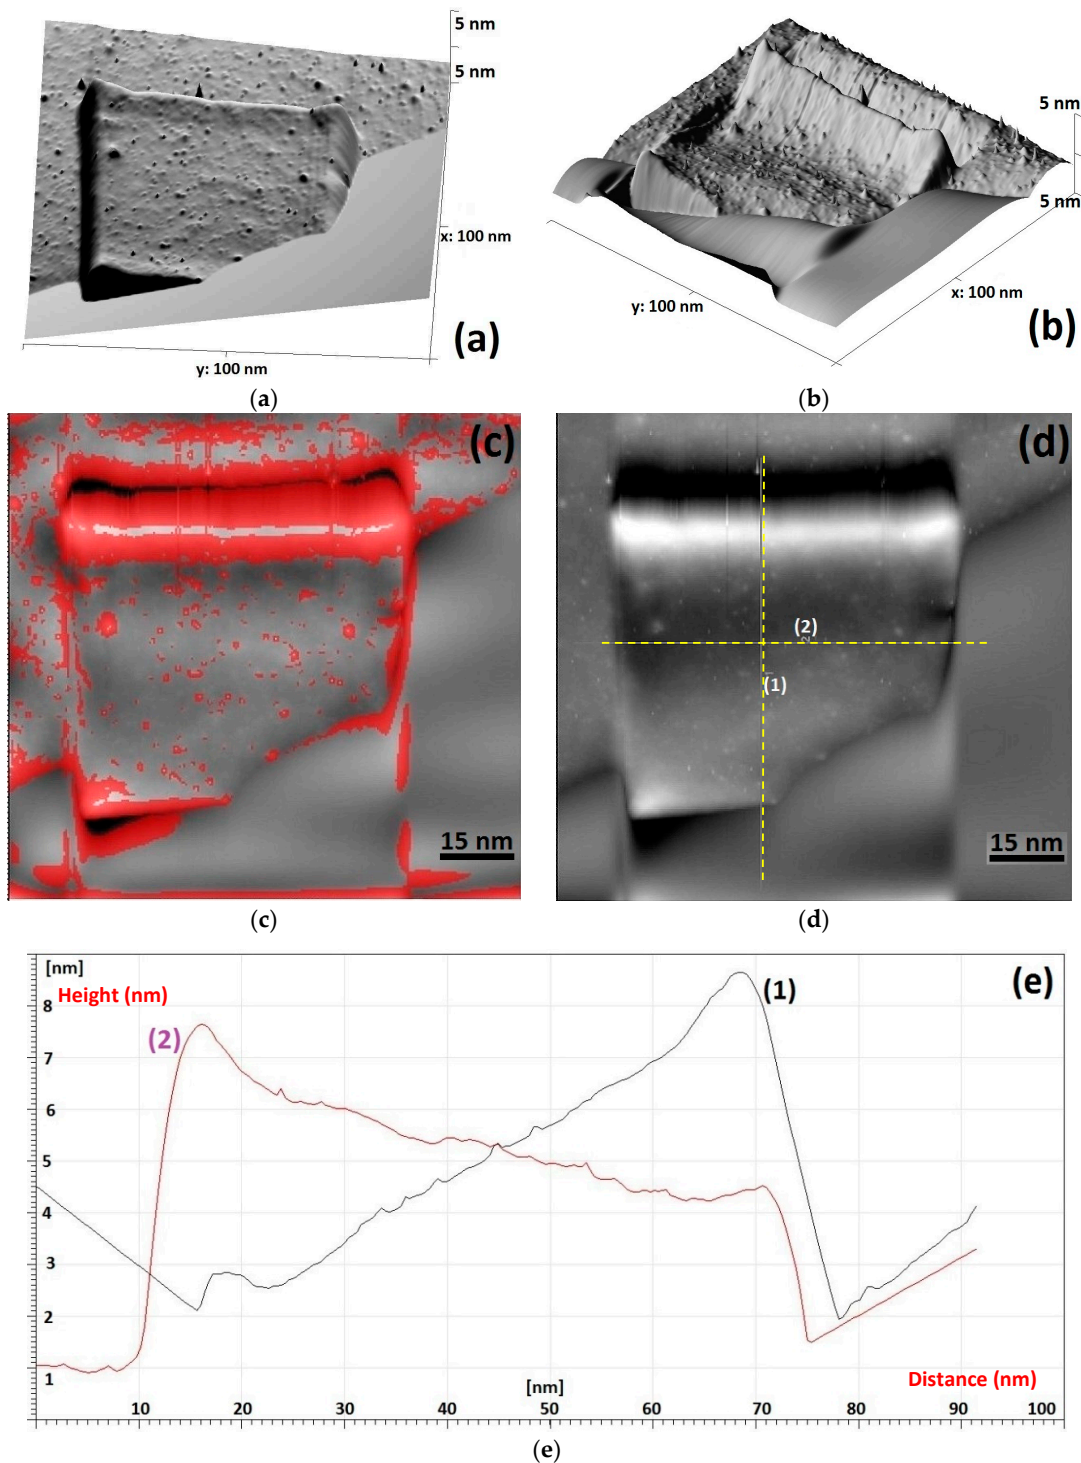 5 nm
5 nm
x: 100 nm
y: 100 nm
(a)
5 nm
5 nm
x: 100 nm
y: 100 nm
(b)
(a)
(b)
(c)
15 nm
(d)
(2)
2
(1)
15 nm
(c)
(d)
[nm]
Height (nm)
(2)
(1)
(e)
8
7
6
5
4
3
2
1
Distance (nm)
[nm]
10
20
30
40
50
60
70
80
90
100
(e)